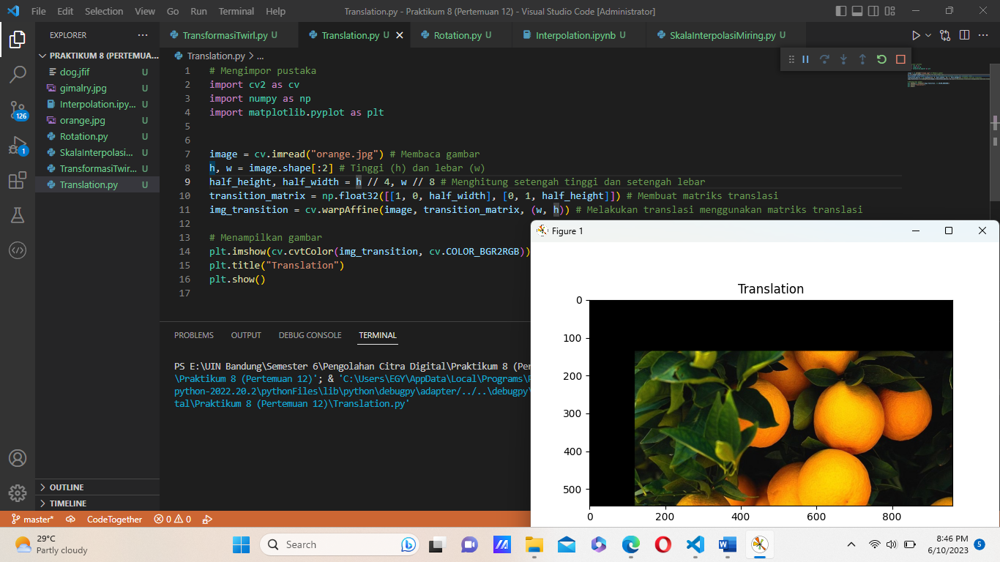 File Edit Selection View Go Run Terminal Help
Translation.py - Praktikum 8 (Pertemuan 12) - Visual Studio Code [Administrator]
EXPLORER
TransformasiTwirl.py U
Translation.py U
Rotation.py U
Interpolation.ipynb U
SkalaInterpolasiMiring.py U
PRAKTIKUM 8 (PERTEMUA...
dog.jfif U
gimalry.jpg U
Interpolation.ipy... U
orange.jpg U
Rotation.py U
SkalaInterpolasi... U
TransformasiTwir... U
Translation.py U
126
1
Translation.py > ...
1 # Mengimpor pustaka
2 import cv2 as cv
3 import numpy as np
4 import matplotlib.pyplot as plt
5
6
7 image = cv.imread("orange.jpg") # Membaca gambar
8 h, w = image.shape[:2] # Tinggi (h) dan lebar (w)
9 half_height, half_width = h // 4, w // 8 # Menghitung setengah tinggi dan setengah lebar
10 transition_matrix = np.float32([[1, 0, half_width], [0, 1, half_height]]) # Membuat matriks translasi
11 img_transition = cv.warpAffine(image, transition_matrix, (w, h)) # Melakukan translasi menggunakan matriks translasi
12
13 # Menampilkan gambar
14 plt.imshow(cv.cvtColor(img_transition, cv.COLOR_BGR2RGB))
15 plt.title("Translation")
16 plt.show()
17
PROBLEMS OUTPUT DEBUG CONSOLE TERMINAL
PS E:\UIN Bandung\Semester 6\Pengolahan Citra Digital\Praktikum 8 (Per
\Praktikum 8 (Pertemuan 12)'; & 'C:\Users\EGY\AppData\Local\Programs\
python-2022.20.2\pythonFiles\lib\python\debugpy\adapter/../..\debugpy\
tal\Praktikum 8 (Pertemuan 12)\Translation.py'
Figure 1
Translation
0
100
200
300
400
500
0 200 400 600 800
OUTLINE
TIMELINE
master* CodeTogether 0 0
29°C
Partly cloudy
Search
8:46 PM
6/10/2023
5